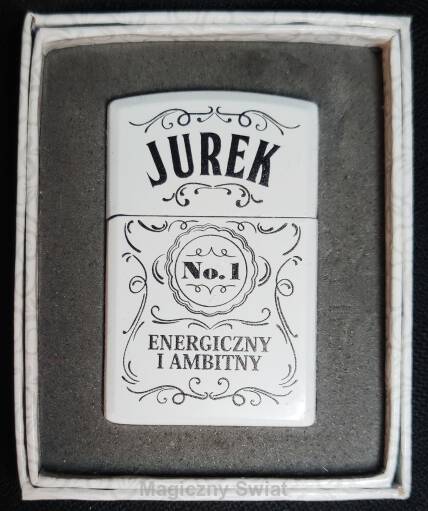 JUREK
No.1
ENERGICZNY
I AMBITNY
Magiczny Swiat